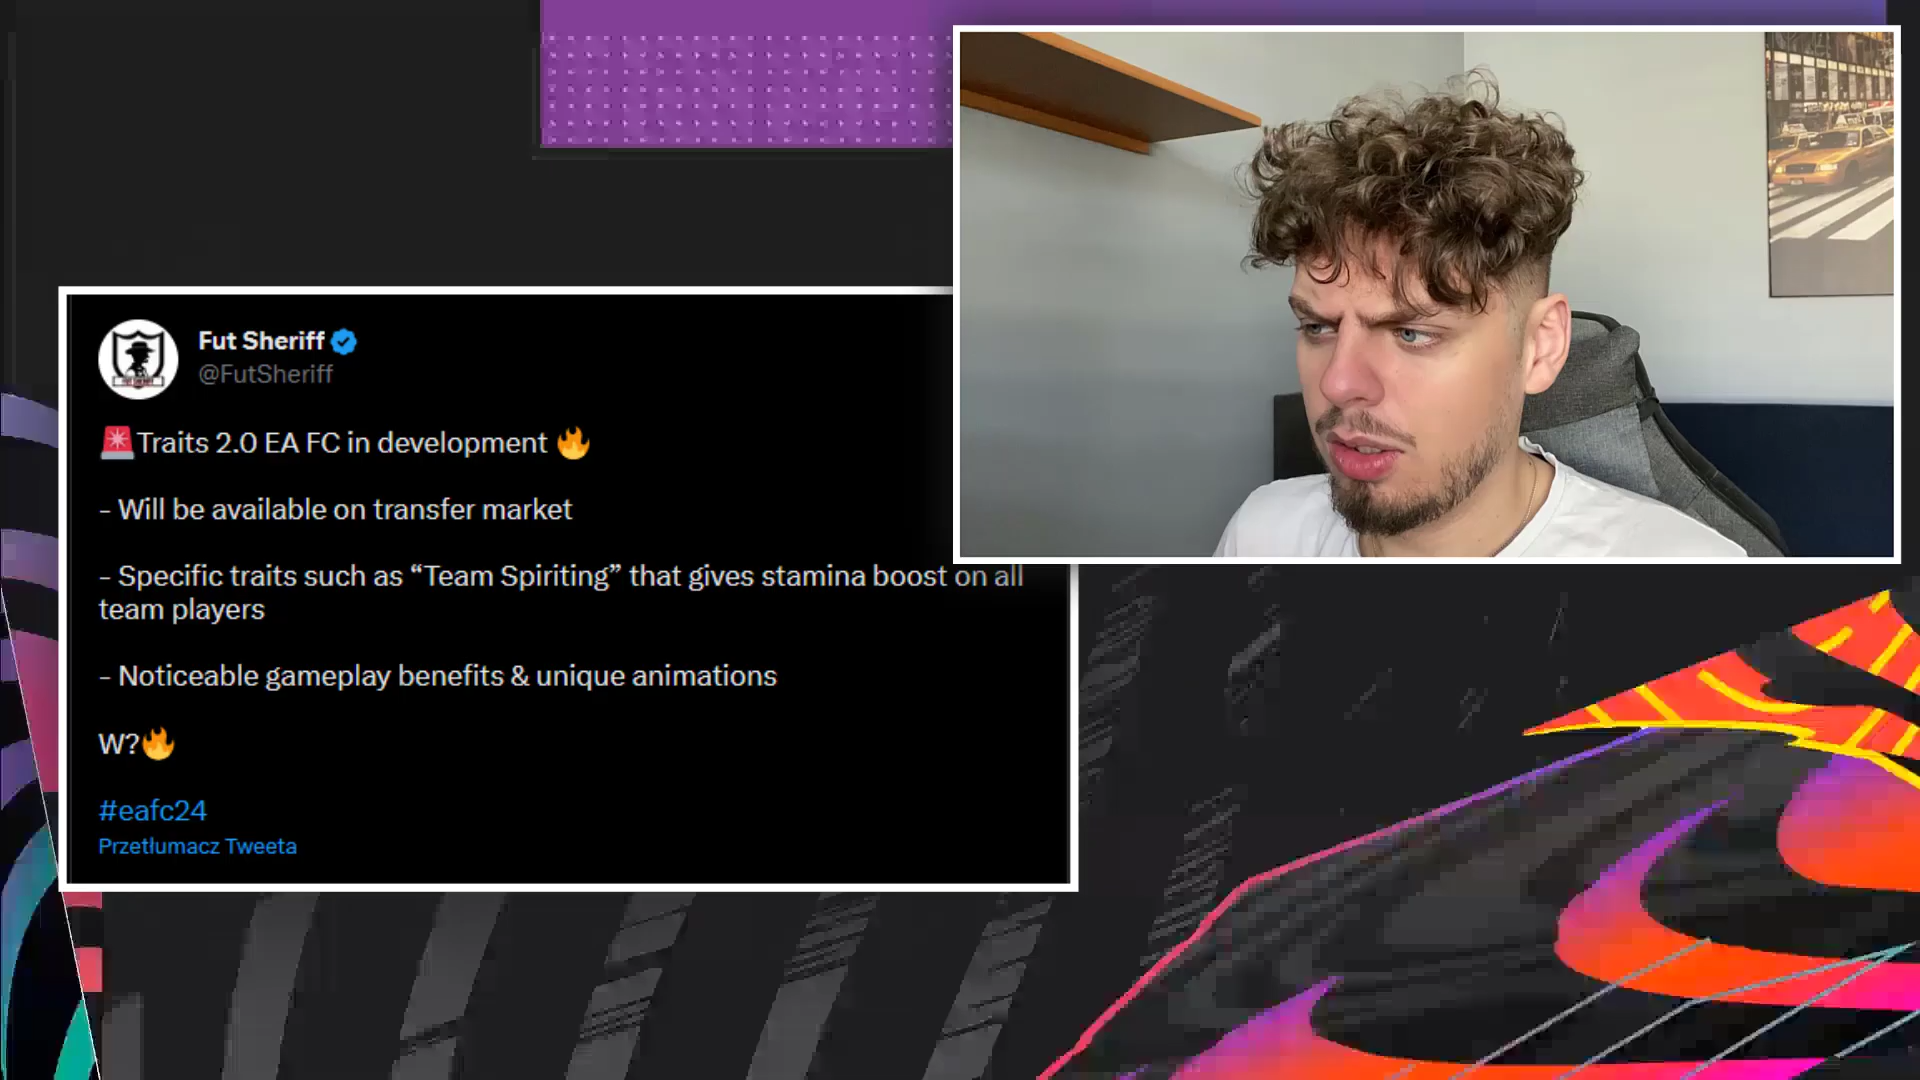 Fut Sheriff
@FutSheriff
🚨Traits 2.0 EA FC in development 🔥
- Will be available on transfer market
- Specific traits such as “Team Spiriting” that gives stamina boost on all
team players
- Noticeable gameplay benefits & unique animations
W?🔥
#eafc24
Przetłumacz Tweeta